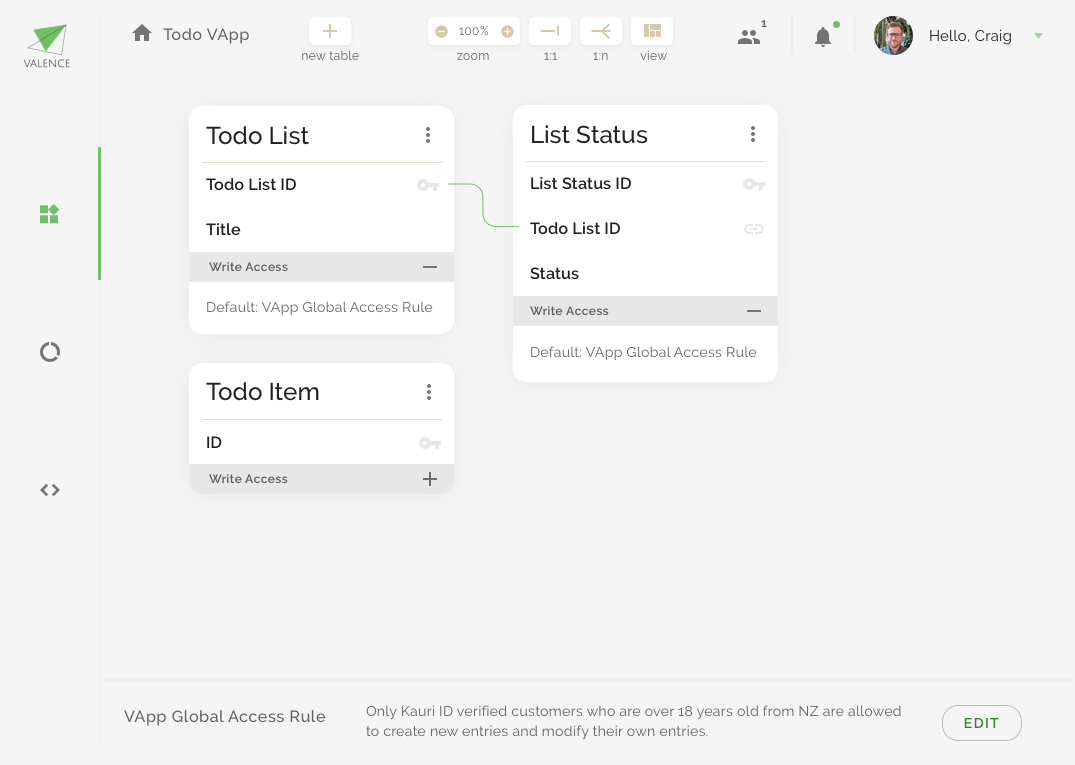 VALENCE
Todo VApp
new table
100%
zoom
1:1
1:n
view
1
Hello, Craig
Todo List
Todo List ID
Title
Write Access
Default: VApp Global Access Rule
List Status
List Status ID
Todo List ID
Status
Write Access
Default: VApp Global Access Rule
Todo Item
ID
Write Access
VApp Global Access Rule
Only Kauri ID verified customers who are over 18 years old from NZ are allowed
to create new entries and modify their own entries.
EDIT